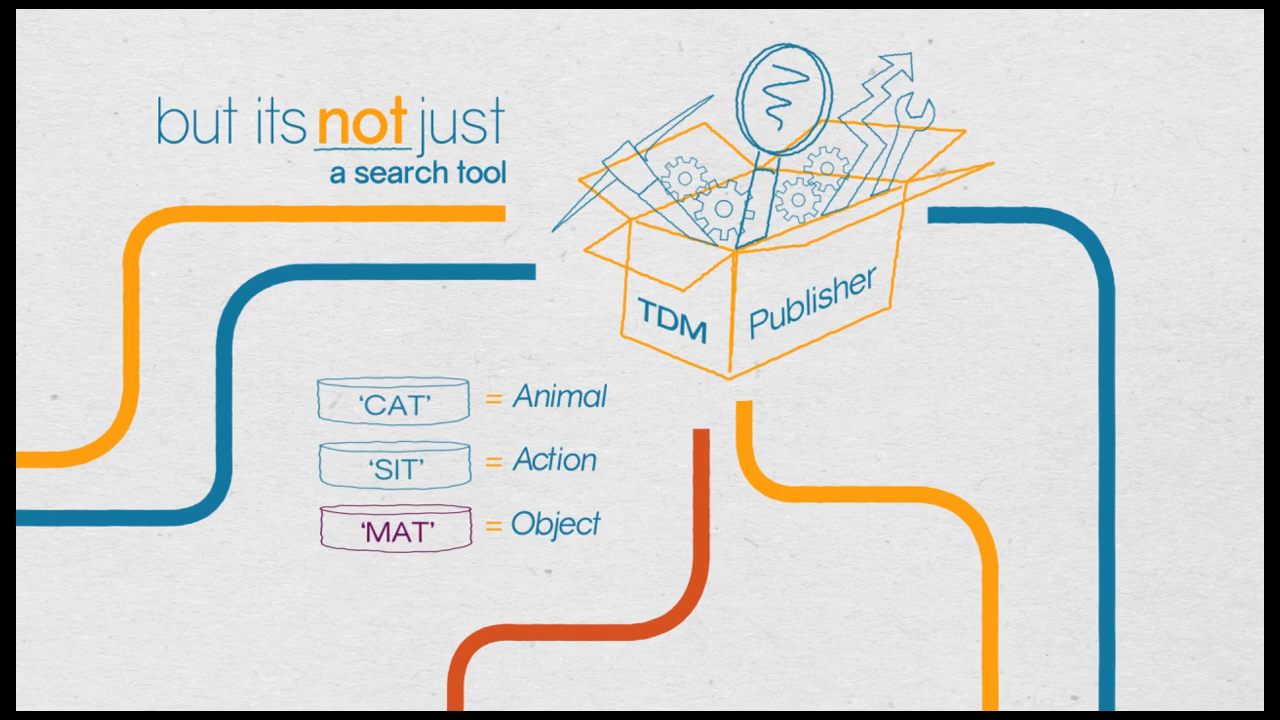 but its not just
a search tool
TDM
Publisher
‘CAT’ = Animal
‘SIT’ = Action
‘MAT’ = Object